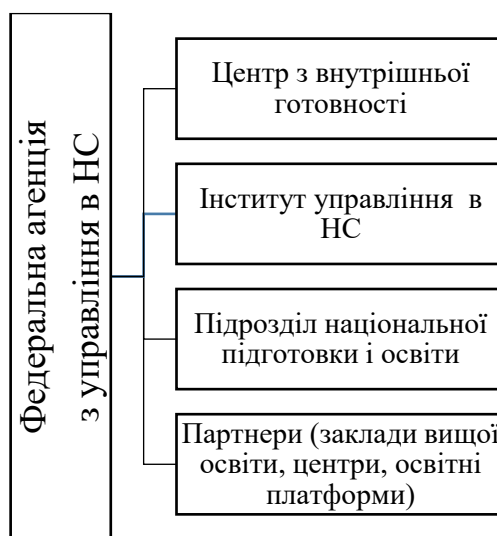 Федеральна агенція
з управління в НС
Центр з внутрішньої
готовності
Інститут управління в
НС
Підрозділ національної
підготовки і освіти
Партнери (заклади вищої
освіти, центри, освітні
платформи)